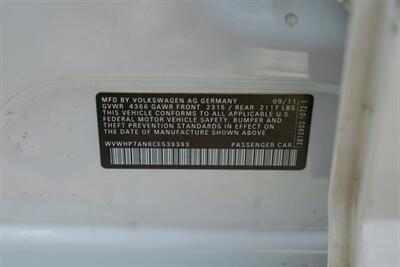 MFD BY VOLKSWAGEN AG GERMANY 09/11
GVWR 4366 GAWR FRONT 2315 / REAR 2117 LBS
THIS VEHICLE CONFORMS TO ALL APPLICABLE U.S.
FEDERAL MOTOR VEHICLE SAFETY, BUMPER AND
THEFT PREVENTION STANDARDS IN EFFECT ON THE
DATE OF MANUFACTURE SHOWN ABOVE
WVWHP7AN8CE539393 PASSENGER CAR